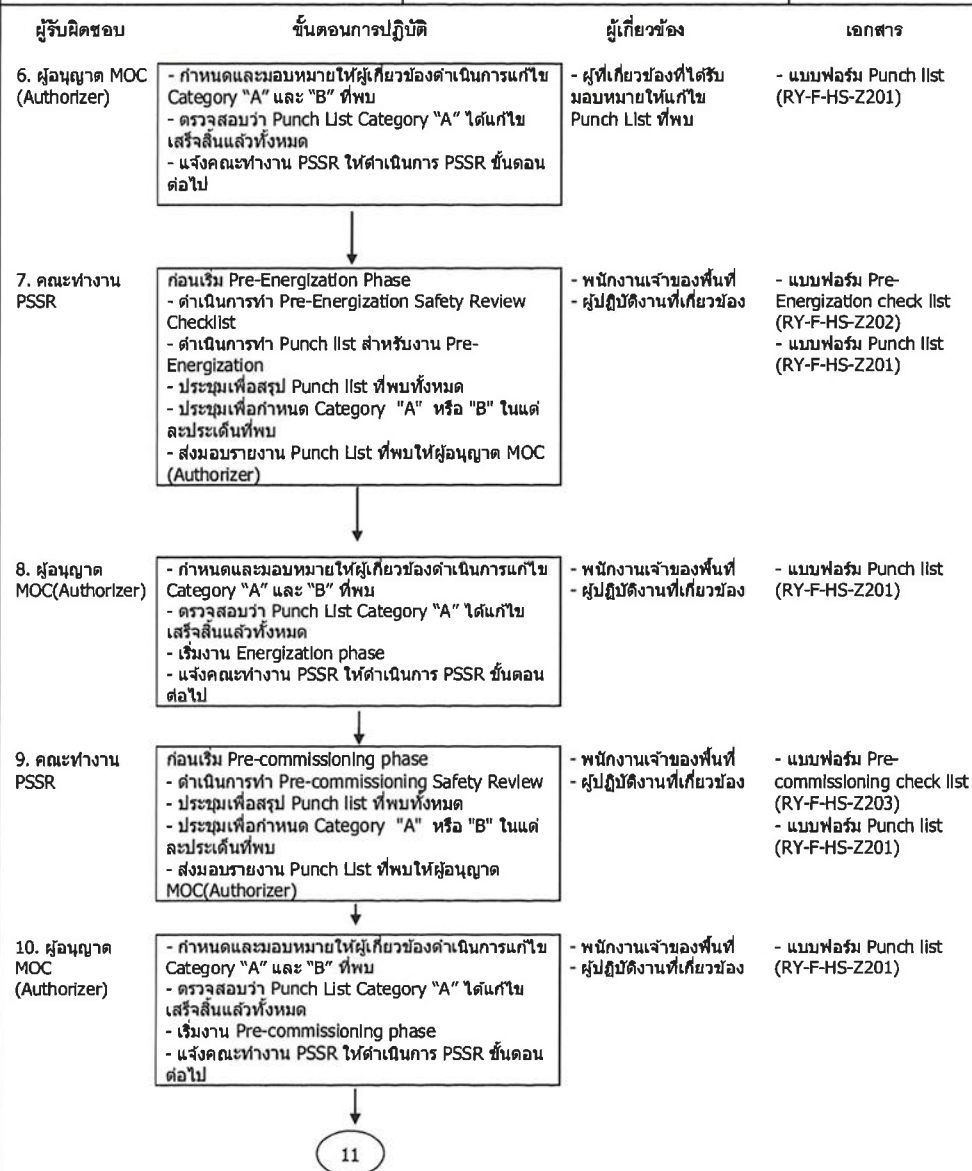 ผู้รับผิดชอบ ขั้นตอนการปฏิบัติ ผู้เกี่ยวข้อง เอกสาร
6. ผู้อนุญาต MOC
(Authorizer)
- กำหนดและมอบหมายให้ผู้เกี่ยวข้องดำเนินการแก้ไข
Category “A” และ “B” ที่พบ
- ตรวจสอบว่า Punch List Category “A” ได้แก้ไข
เสร็จสิ้นแล้วทั้งหมด
- แจ้งคณะทำงาน PSSR ให้ดำเนินการ PSSR ขั้นตอน
ต่อไป
- ผู้ที่เกี่ยวข้องที่ได้รับ
มอบหมายให้แก้ไข
Punch List ที่พบ
- แบบฟอร์ม Punch list
(RY-F-HS-Z201)
7. คณะทำงาน
PSSR
ก่อนเริ่ม Pre-Energization Phase
- ดำเนินการทำ Pre-Energization Safety Review
Checklist
- ดำเนินการทำ Punch list สำหรับงาน Pre-
Energization
- ประชุมเพื่อสรุป Punch list ที่พบทั้งหมด
- ประชุมเพื่อกำหนด Category "A" หรือ "B" ในแต่
ละประเด็นที่พบ
- ส่งมอบรายงาน Punch List ที่พบให้ผู้อนุญาต MOC
(Authorizer)
- พนักงานเจ้าของพื้นที่
- ผู้ปฏิบัติงานที่เกี่ยวข้อง
- แบบฟอร์ม Pre-
Energization check list
(RY-F-HS-Z202)
- แบบฟอร์ม Punch list
(RY-F-HS-Z201)
8. ผู้อนุญาต
MOC(Authorizer)
- กำหนดและมอบหมายให้ผู้เกี่ยวข้องดำเนินการแก้ไข
Category “A” และ “B” ที่พบ
- ตรวจสอบว่า Punch List Category “A” ได้แก้ไข
เสร็จสิ้นแล้วทั้งหมด
- เริ่มงาน Energization phase
- แจ้งคณะทำงาน PSSR ให้ดำเนินการ PSSR ขั้นตอน
ต่อไป
- พนักงานเจ้าของพื้นที่
- ผู้ปฏิบัติงานที่เกี่ยวข้อง
- แบบฟอร์ม Punch list
(RY-F-HS-Z201)
9. คณะทำงาน
PSSR
ก่อนเริ่ม Pre-commissioning phase
- ดำเนินการทำ Pre-commissioning Safety Review
- ประชุมเพื่อสรุป Punch list ที่พบทั้งหมด
- ประชุมเพื่อกำหนด Category "A" หรือ "B" ในแต่
ละประเด็นที่พบ
- ส่งมอบรายงาน Punch List ที่พบให้ผู้อนุญาต
MOC(Authorizer)
- พนักงานเจ้าของพื้นที่
- ผู้ปฏิบัติงานที่เกี่ยวข้อง
- แบบฟอร์ม Pre-
commissioning check list
(RY-F-HS-Z203)
- แบบฟอร์ม Punch list
(RY-F-HS-Z201)
10. ผู้อนุญาต
MOC
(Authorizer)
- กำหนดและมอบหมายให้ผู้เกี่ยวข้องดำเนินการแก้ไข
Category “A” และ “B” ที่พบ
- ตรวจสอบว่า Punch List Category “A” ได้แก้ไข
เสร็จสิ้นแล้วทั้งหมด
- เริ่มงาน Pre-commissioning phase
- แจ้งคณะทำงาน PSSR ให้ดำเนินการ PSSR ขั้นตอน
ต่อไป
- พนักงานเจ้าของพื้นที่
- ผู้ปฏิบัติงานที่เกี่ยวข้อง
- แบบฟอร์ม Punch list
(RY-F-HS-Z201)
11